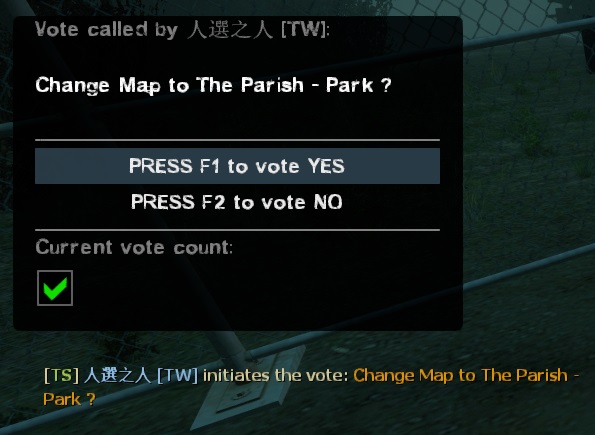 Vote called by 人選之人 [TW]:
Change Map to The Parish - Park ?
PRESS F1 to vote YES
PRESS F2 to vote NO
Current vote count:
[TS] 人選之人 [TW] initiates the vote: Change Map to The Parish -
Park ?